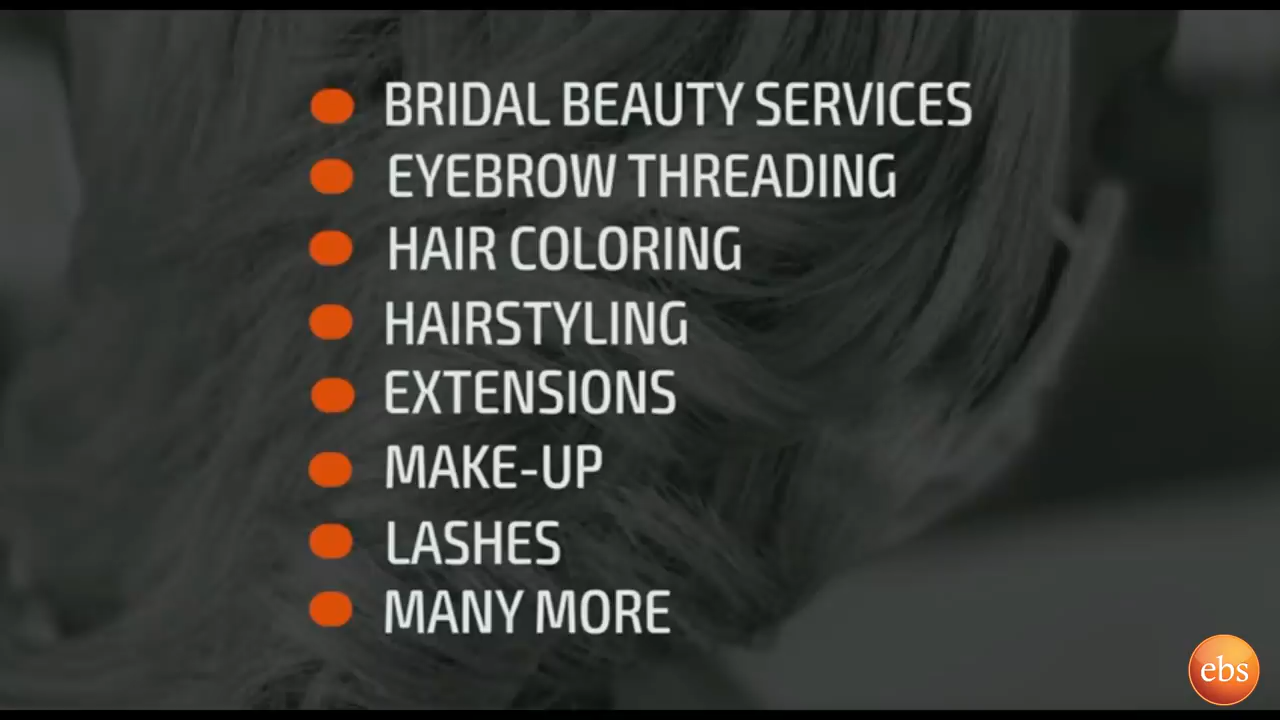 BRIDAL BEAUTY SERVICES
EYEBROW THREADING
HAIR COLORING
HAIRSTYLING
EXTENSIONS
MAKE-UP
LASHES
MANY MORE
ebs